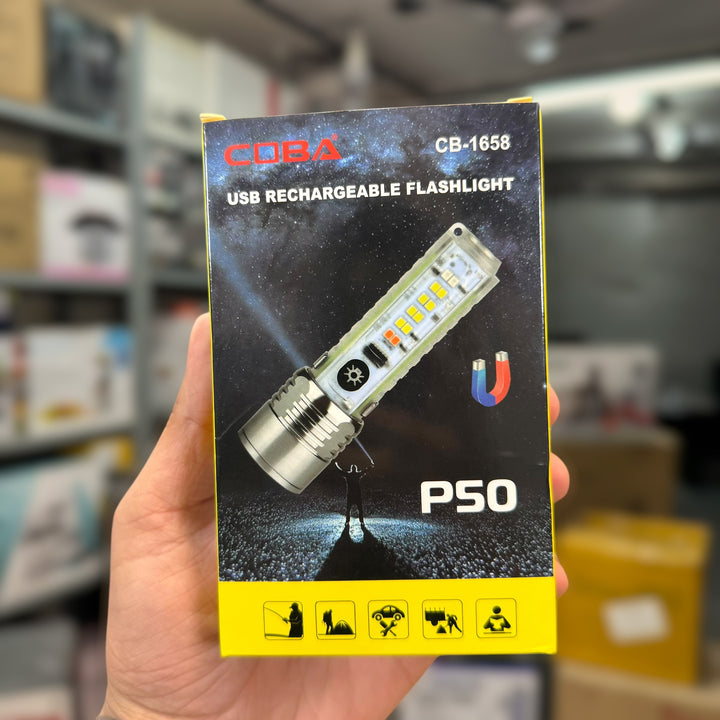 COBA
CB-1658
USB RECHARGEABLE FLASHLIGHT
P50